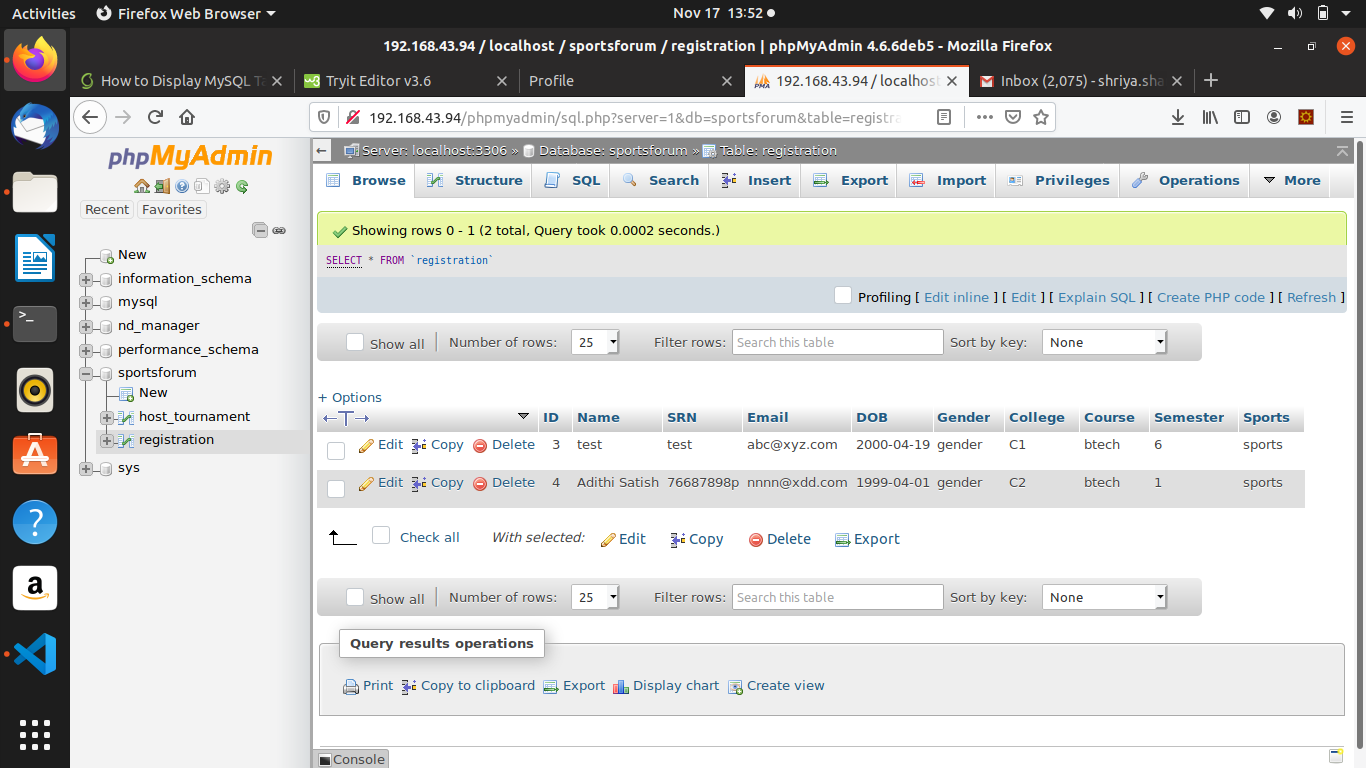 Activities Firefox Web Browser Nov 17 13:52
192.168.43.94 / localhost / sportsforum / registration | phpMyAdmin 4.6.6deb5 - Mozilla Firefox
How to Display MySQL Ta Tryit Editor v3.6 Profile 192.168.43.94 / localhost Inbox (2,075) - shriya.sha
192.168.43.94/phpmyadmin/sql.php?server=1&db=sportsforum&table=registra
phpMyAdmin
Recent Favorites
New
information_schema
mysql
nd_manager
performance_schema
sportsforum
New
host_tournament
registration
sys
Server: localhost:3306 » Database: sportsforum » Table: registration
Browse Structure SQL Search Insert Export Import Privileges Operations More
Showing rows 0 - 1 (2 total, Query took 0.0002 seconds.)
SELECT * FROM `registration`
Profiling [ Edit inline ] [ Edit ] [ Explain SQL ] [ Create PHP code ] [ Refresh ]
Show all Number of rows: 25 Filter rows: Search this table Sort by key: None
+ Options
ID Name SRN Email DOB Gender College Course Semester Sports
Edit Copy Delete 3 test test abc@xyz.com 2000-04-19 gender C1 btech 6 sports
Edit Copy Delete 4 Adithi Satish 76687898p nnnn@xdd.com 1999-04-01 gender C2 btech 1 sports
Check all With selected: Edit Copy Delete Export
Show all Number of rows: 25 Filter rows: Search this table Sort by key: None
Query results operations
Print Copy to clipboard Export Display chart Create view
Console